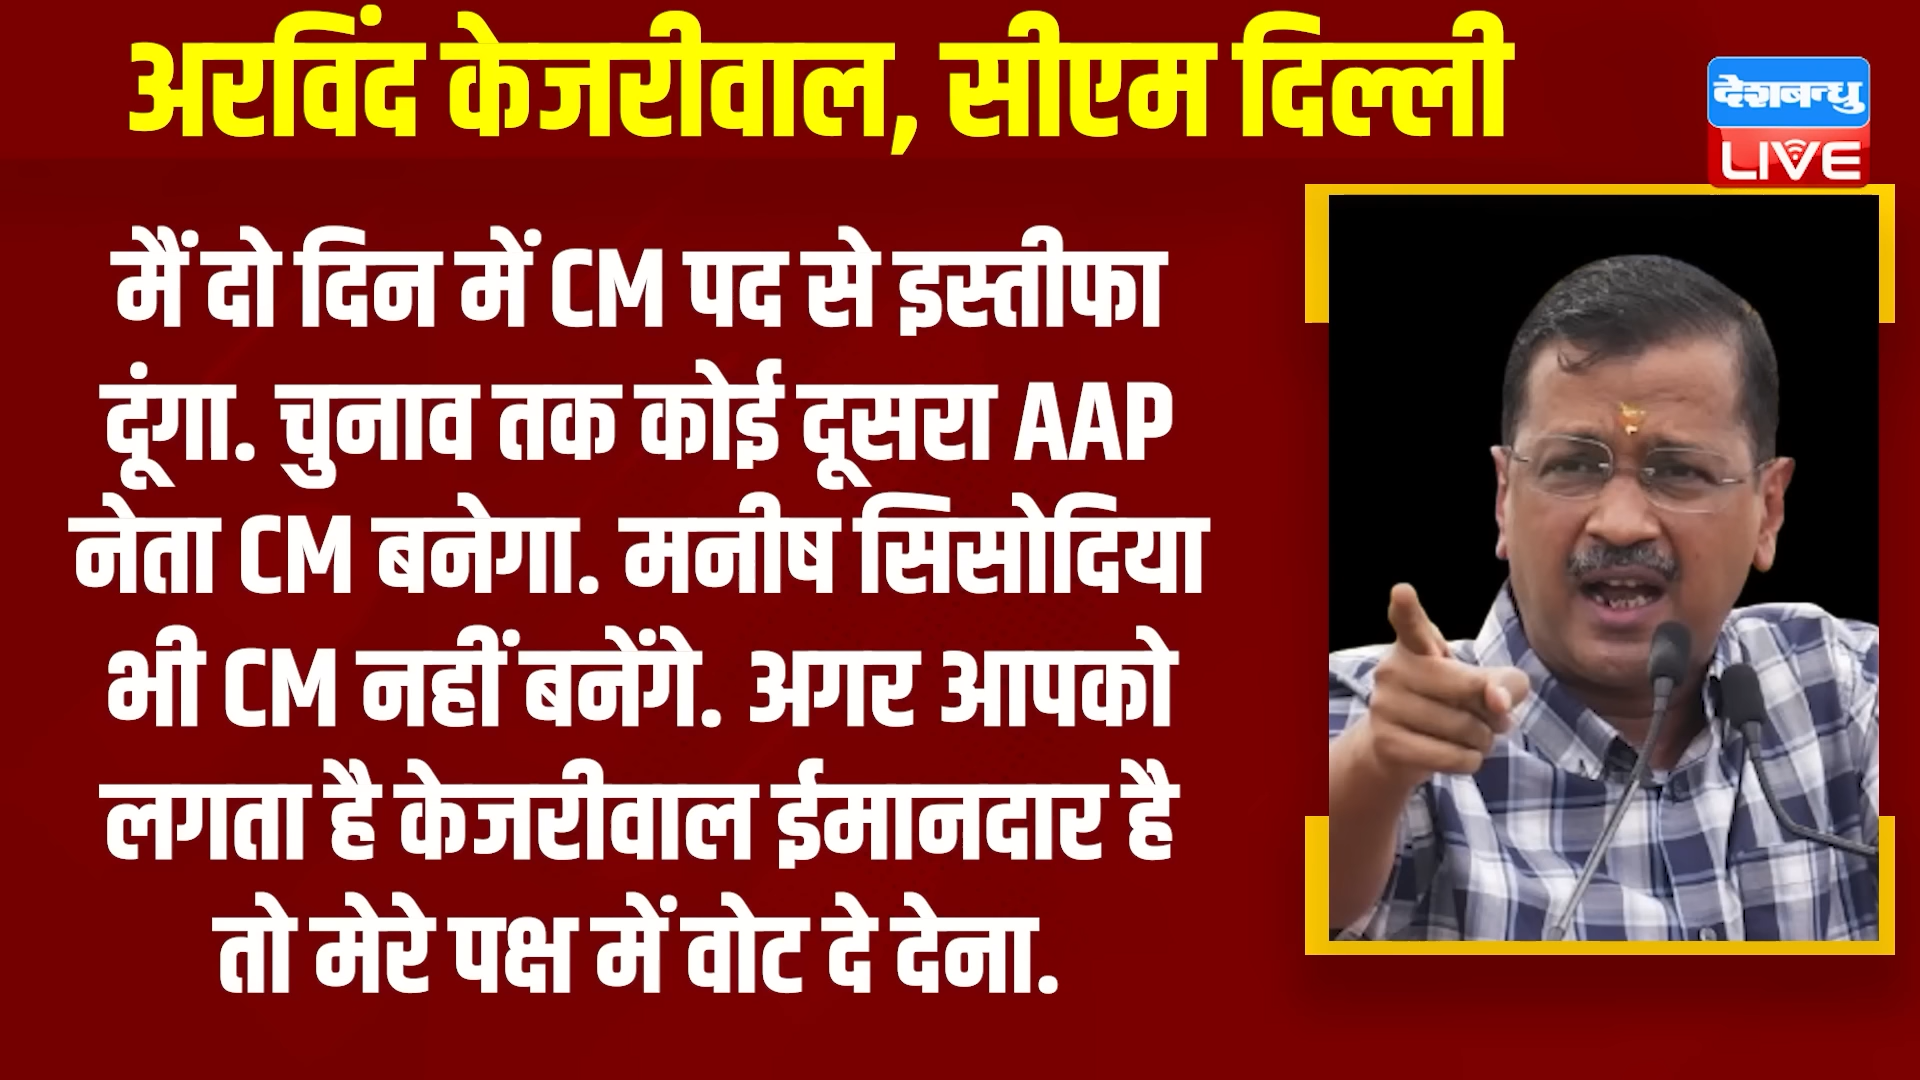 अरविंद केजरीवाल, सीएम दिल्ली
देशबन्धु
LIVE
मैं दो दिन में CM पद से इस्तीफा
दूंगा. चुनाव तक कोई दूसरा AAP
नेता CM बनेगा. मनीष सिसोदिया
भी CM नहीं बनेंगे. अगर आपको
लगता है केजरीवाल ईमानदार है
तो मेरे पक्ष में वोट दे देना.